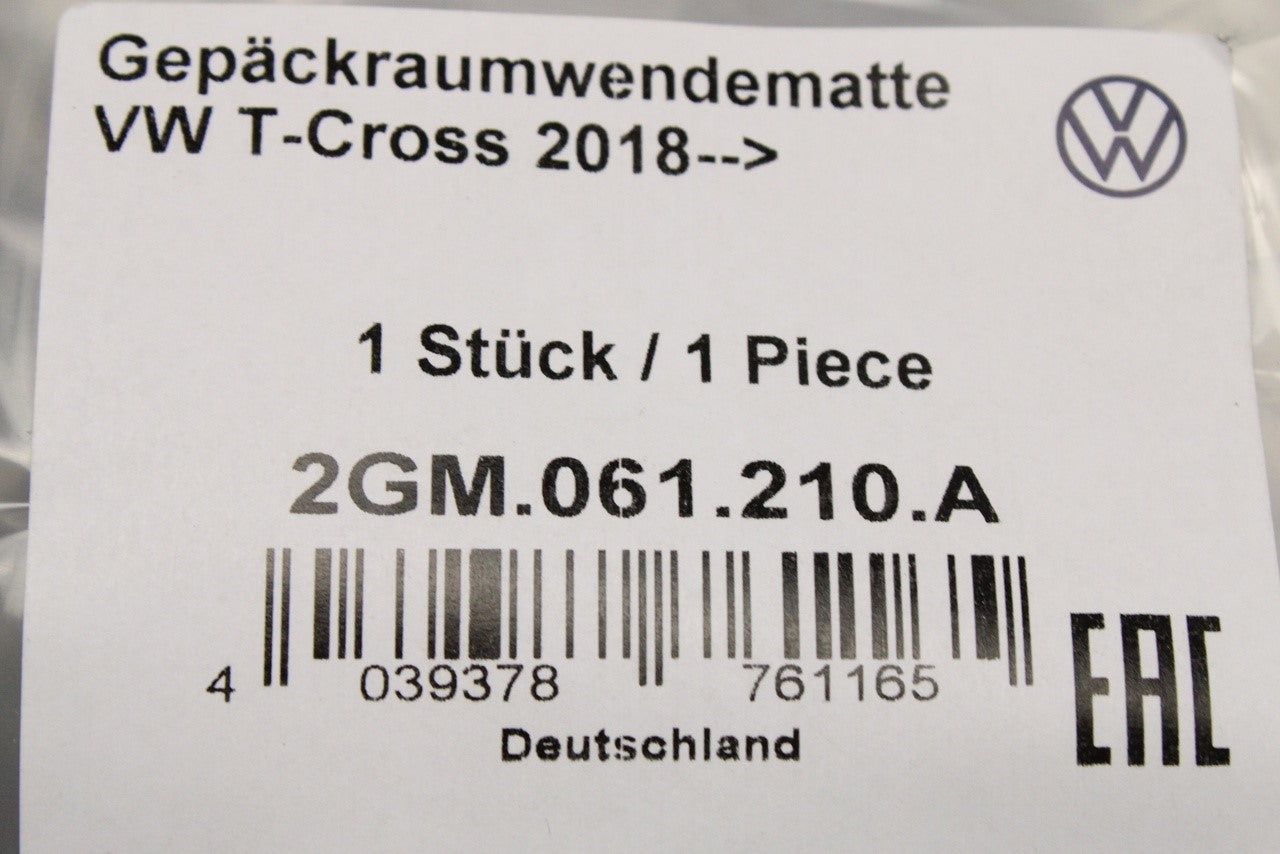 Gepäckraumwendematte
VW T-Cross 2018-->
1 Stück / 1 Piece
2GM.061.210.A
4 039378 761165
Deutschland
EAC